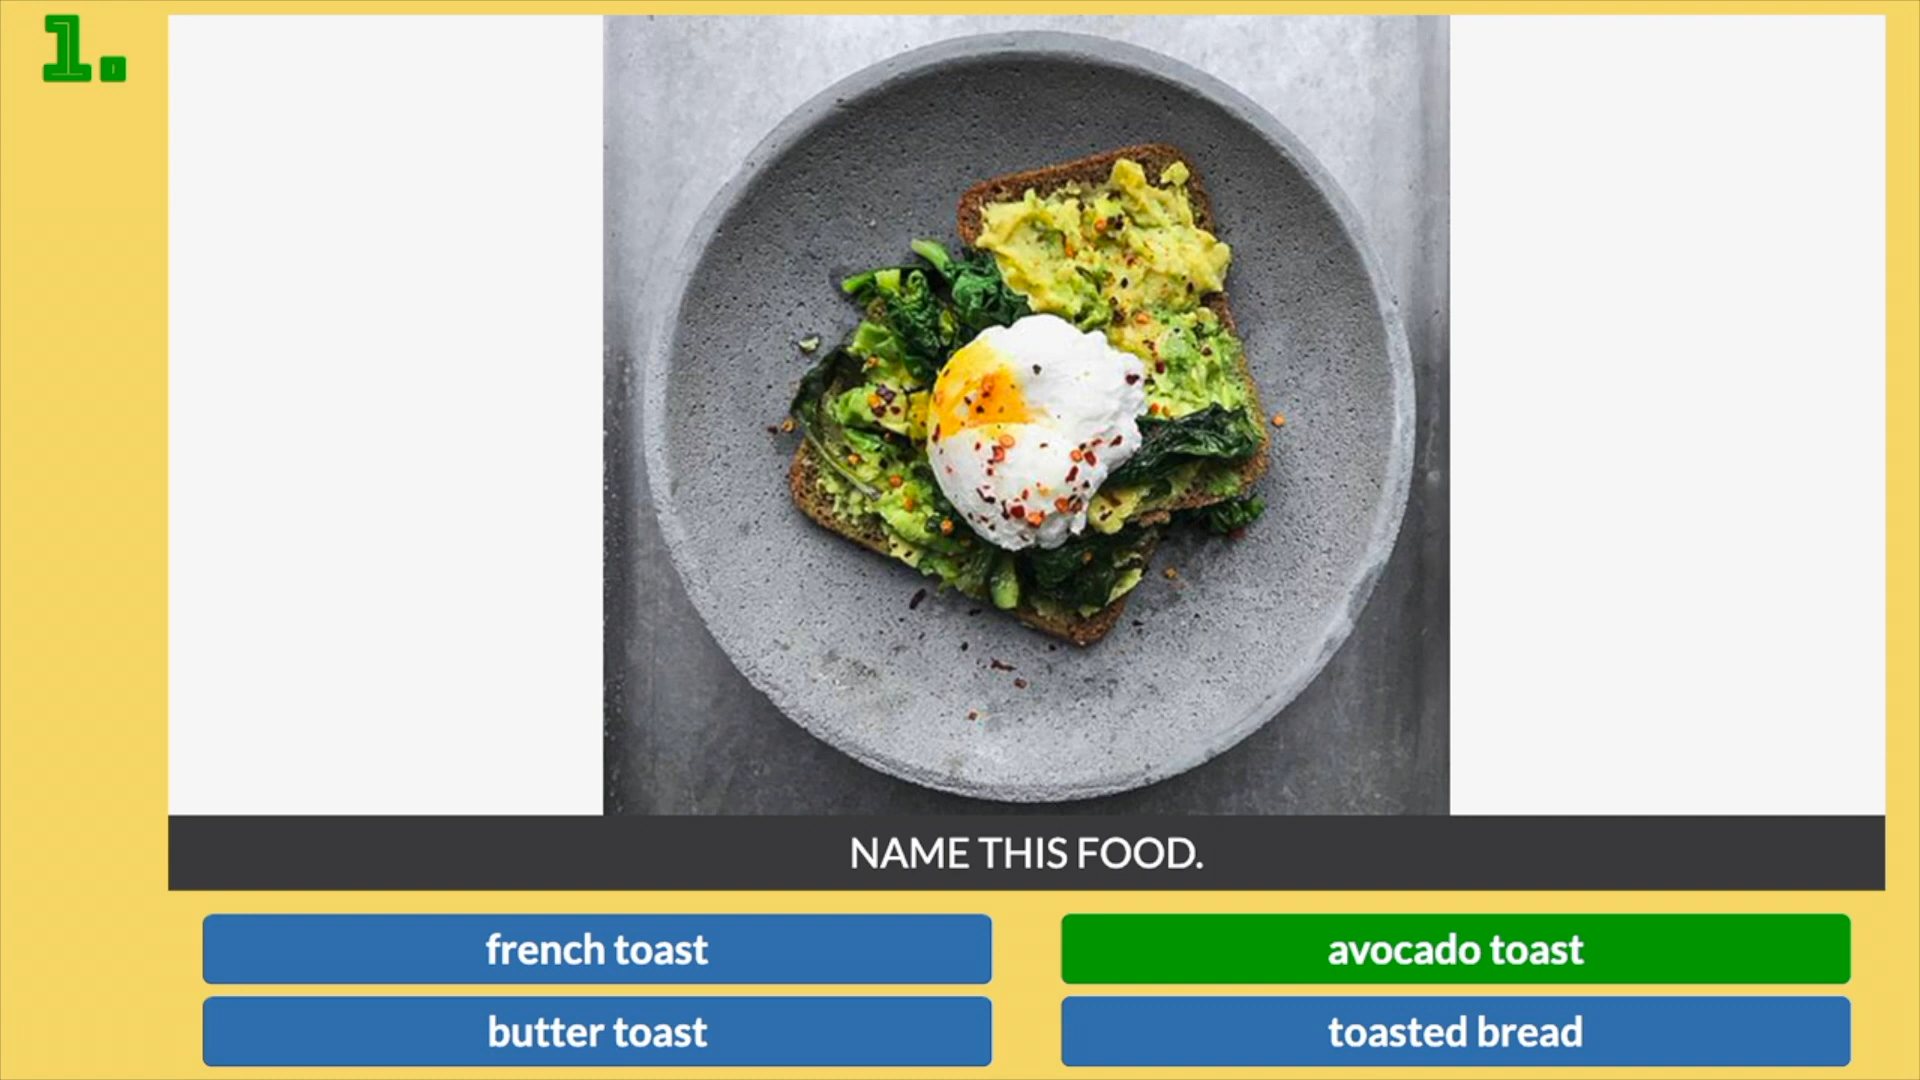 1.
NAME THIS FOOD.
french toast
avocado toast
butter toast
toasted bread